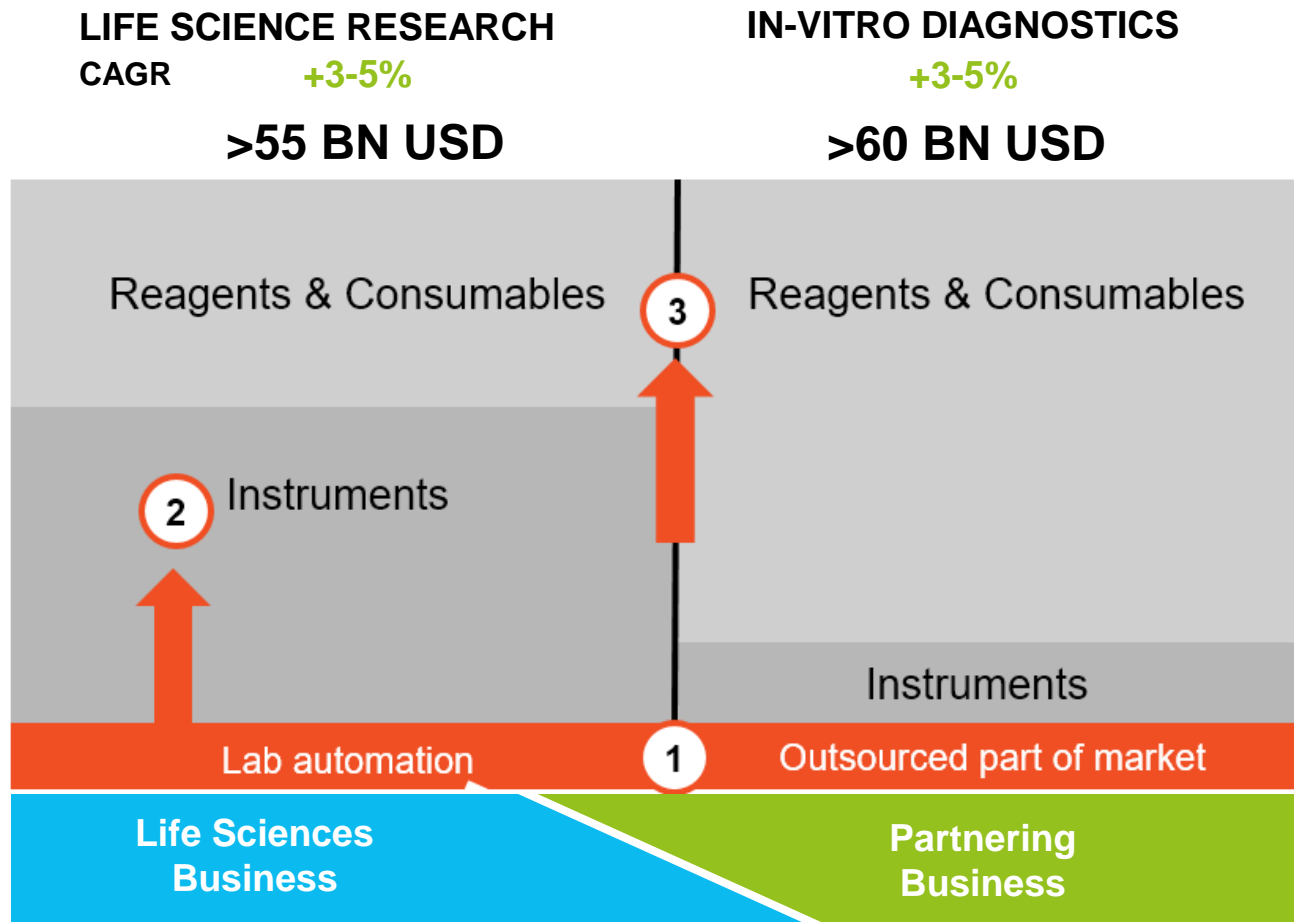 LIFE SCIENCE RESEARCH
CAGR +3-5%
>55 BN USD
IN-VITRO DIAGNOSTICS
+3-5%
>60 BN USD
Reagents & Consumables
3
Reagents & Consumables
2
Instruments
Instruments
Lab automation
1
Outsourced part of market
Life Sciences
Business
Partnering
Business